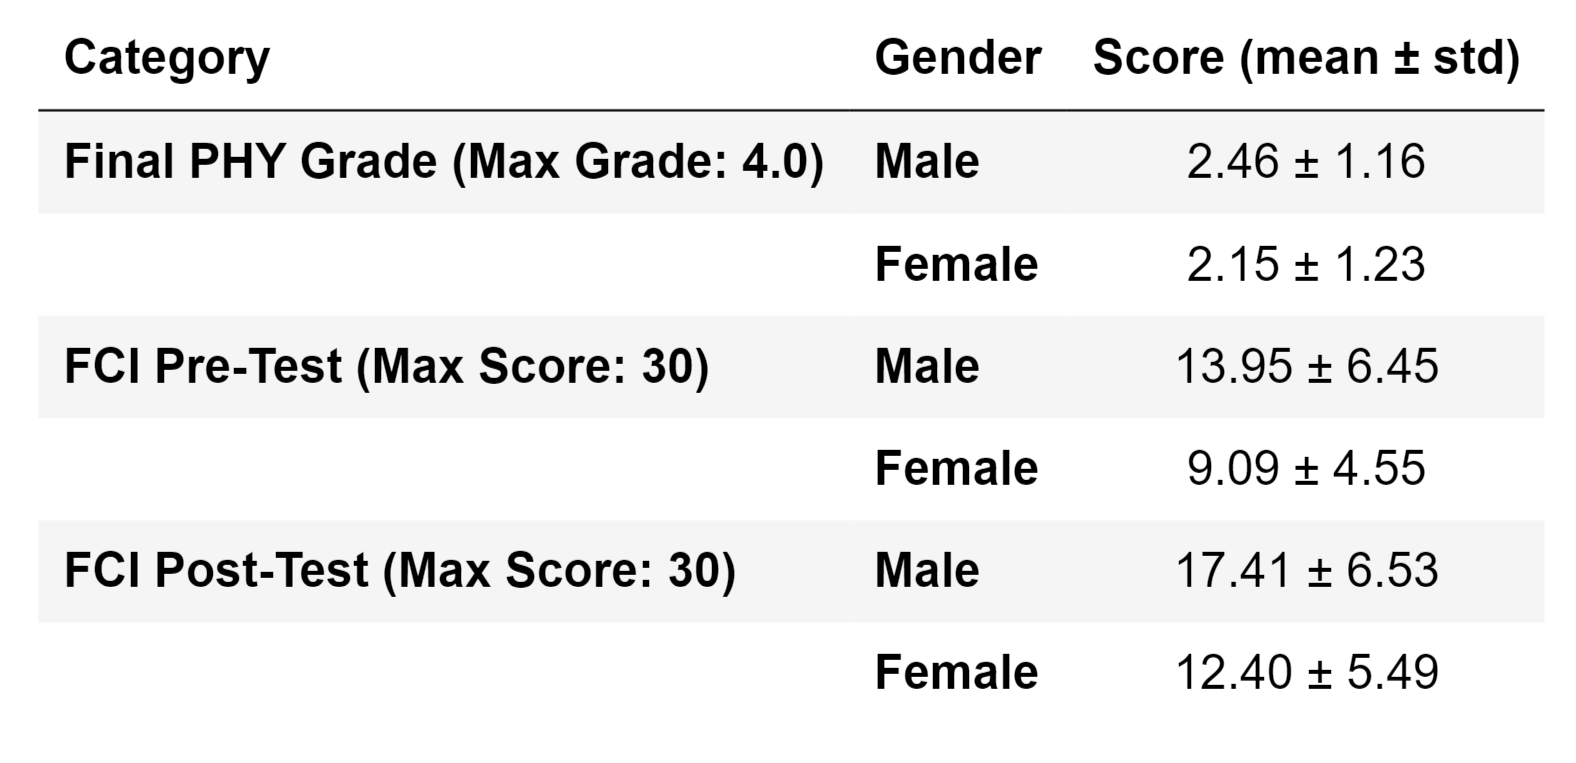 Category Gender Score (mean ± std)
Final PHY Grade (Max Grade: 4.0) Male 2.46 ± 1.16
Female 2.15 ± 1.23
FCI Pre-Test (Max Score: 30) Male 13.95 ± 6.45
Female 9.09 ± 4.55
FCI Post-Test (Max Score: 30) Male 17.41 ± 6.53
Female 12.40 ± 5.49